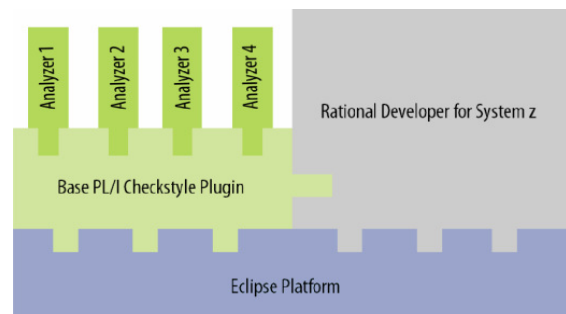 Analyzer 1
Analyzer 2
Analyzer 3
Analyzer 4
Rational Developer for System z
Base PL/I Checkstyle Plugin
Eclipse Platform